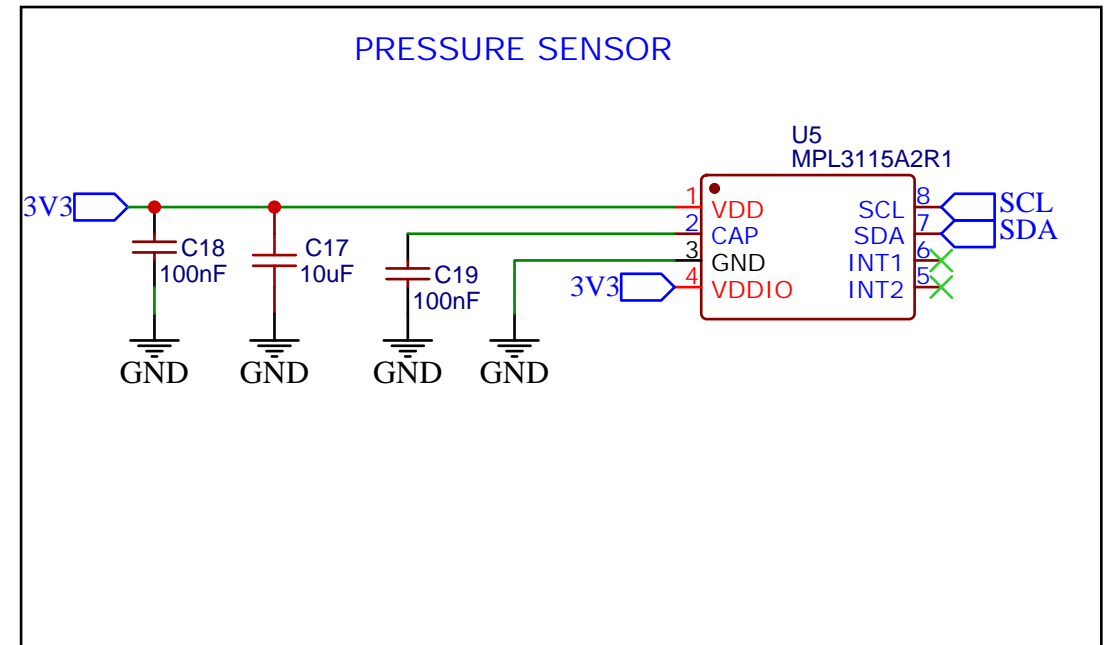 PRESSURE SENSOR
U5
MPL3115A2R1
3V3
1
VDD
SCL
8
SCL
2
CAP
SDA
7
SDA
C18
100nF
C17
10uF
3
GND
INT1
6
C19
100nF
3V3
4
VDDIO
INT2
5
GND
GND
GND
GND